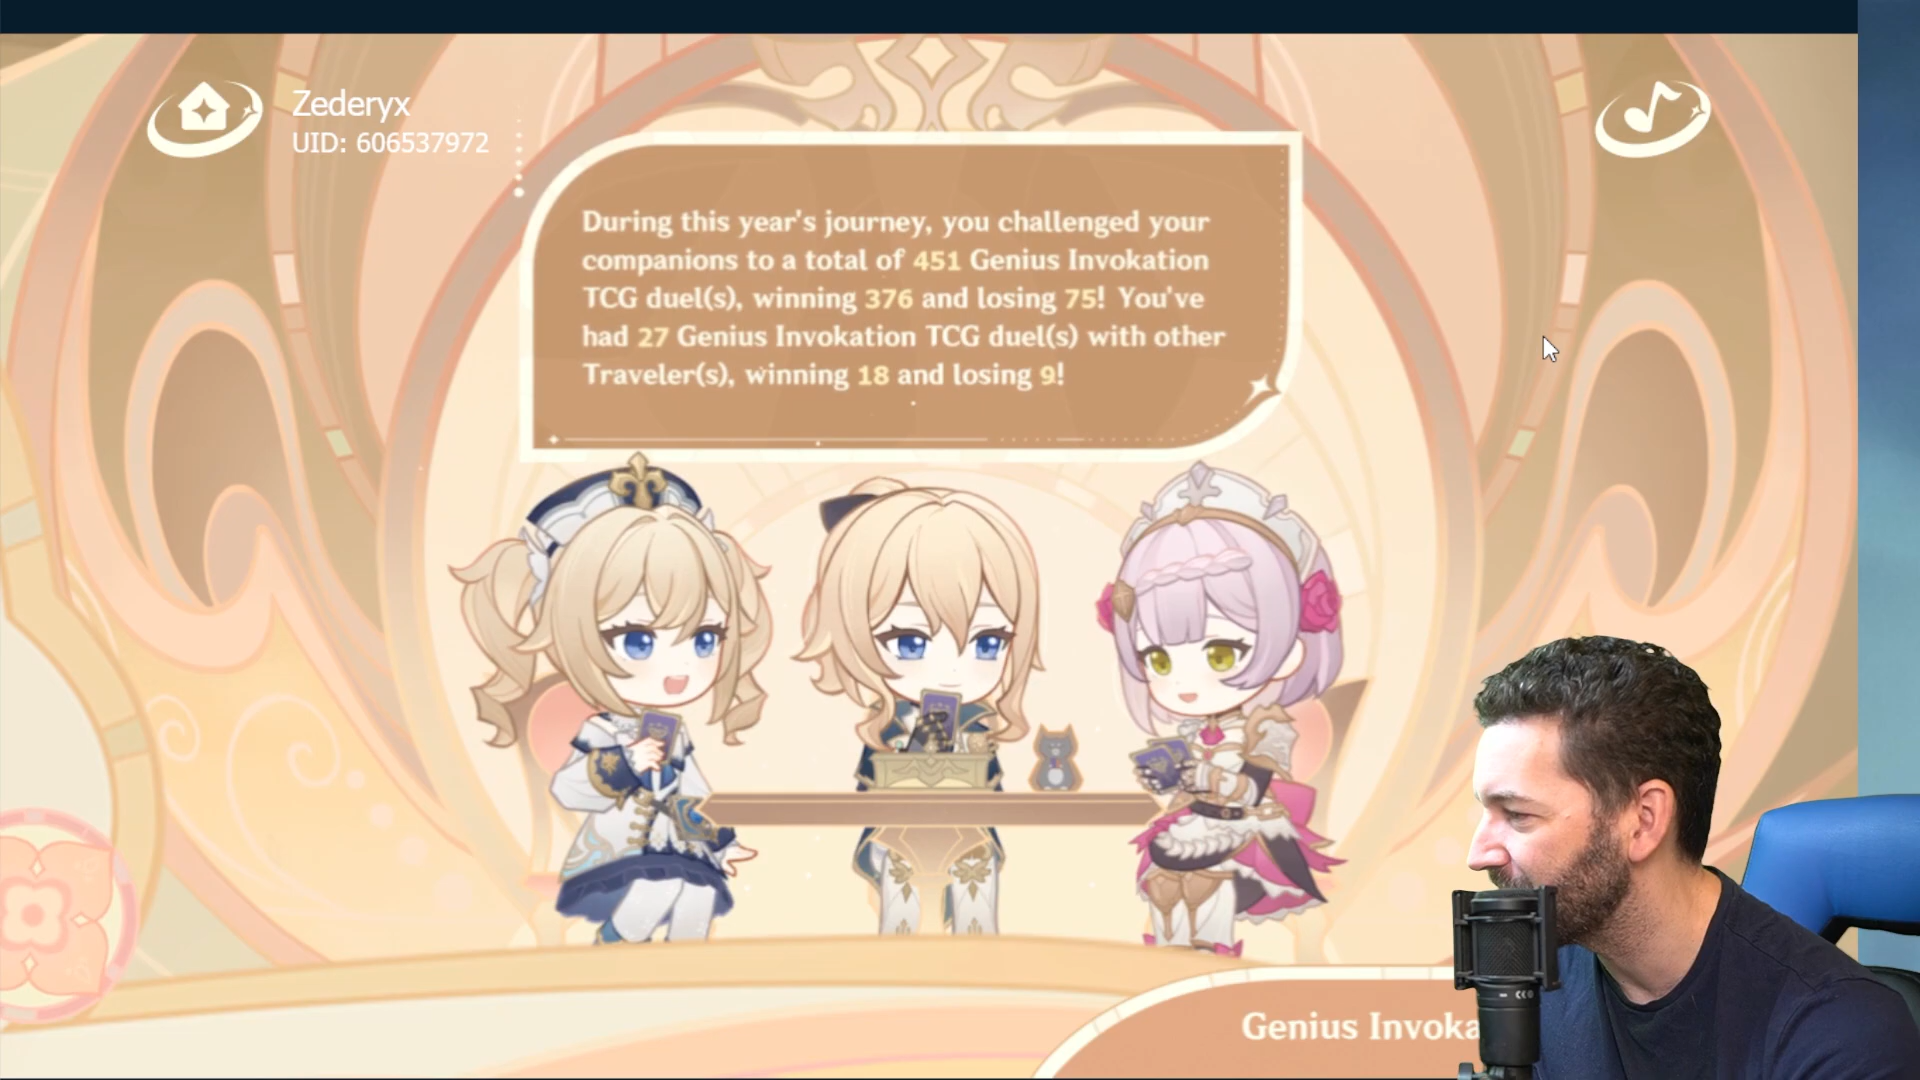 Zederyx
UID: 606537972
During this year's journey, you challenged your
companions to a total of 451 Genius Invokation
TCG duel(s), winning 376 and losing 75! You've
had 27 Genius Invokation TCG duel(s) with other
Traveler(s), winning 18 and losing 9!
Genius Invoka